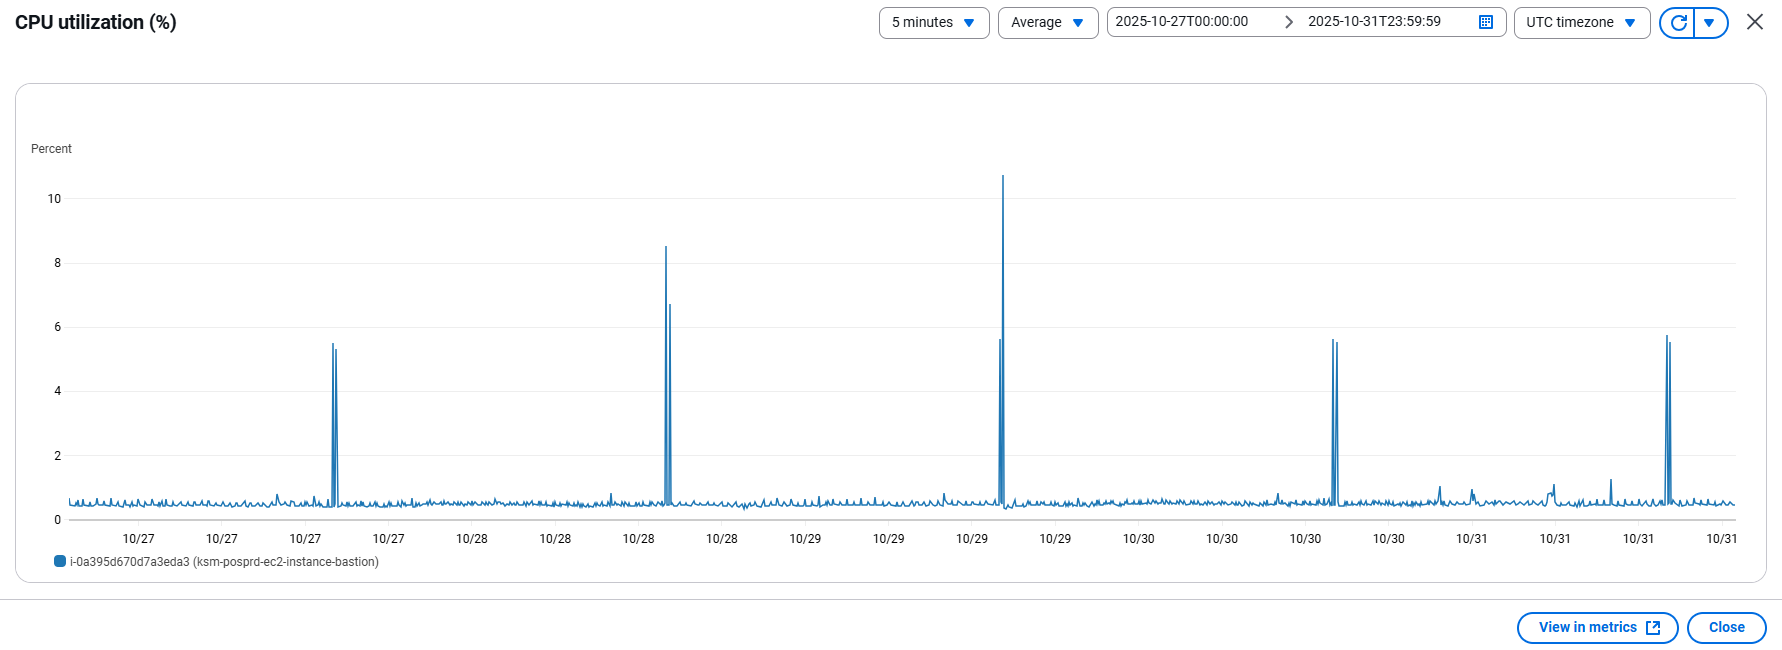 CPU utilization (%)
5 minutes
Average
2025-10-27T00:00:00
2025-10-31T23:59:59
UTC timezone
Percent
10
8
6
4
2
0
10/27 10/27 10/27 10/27 10/28 10/28 10/28 10/28 10/29 10/29 10/29 10/29 10/30 10/30 10/30 10/30 10/31 10/31 10/31 10/31
i-0a395d670d7a3eda3 (ksm-posprd-ec2-instance-bastion)
View in metrics
Close